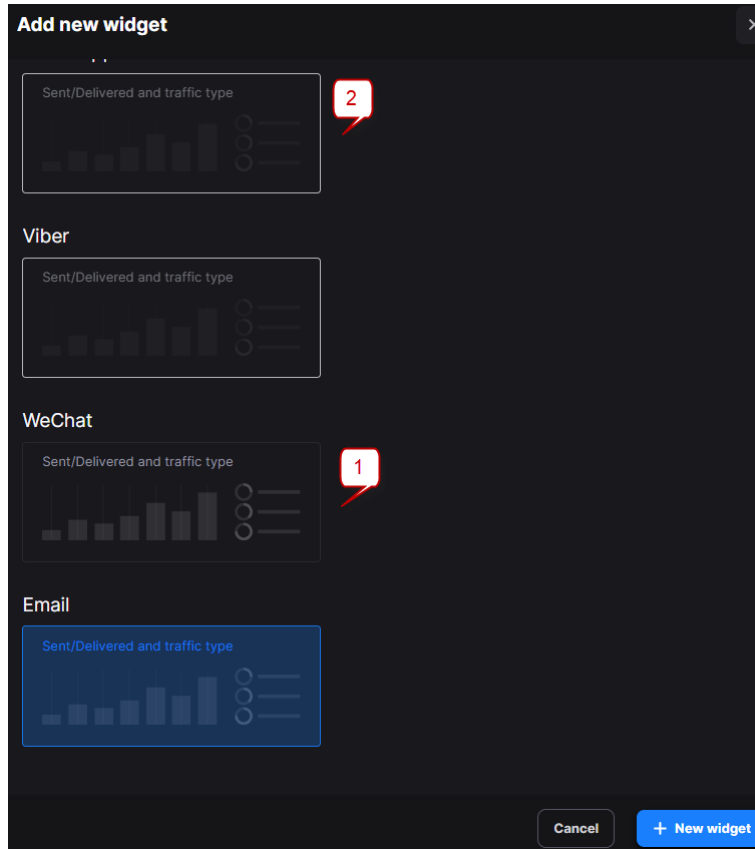 Add new widget
Sent/Delivered and traffic type
2
Viber
Sent/Delivered and traffic type
WeChat
Sent/Delivered and traffic type
1
Email
Sent/Delivered and traffic type
Cancel
+ New widget